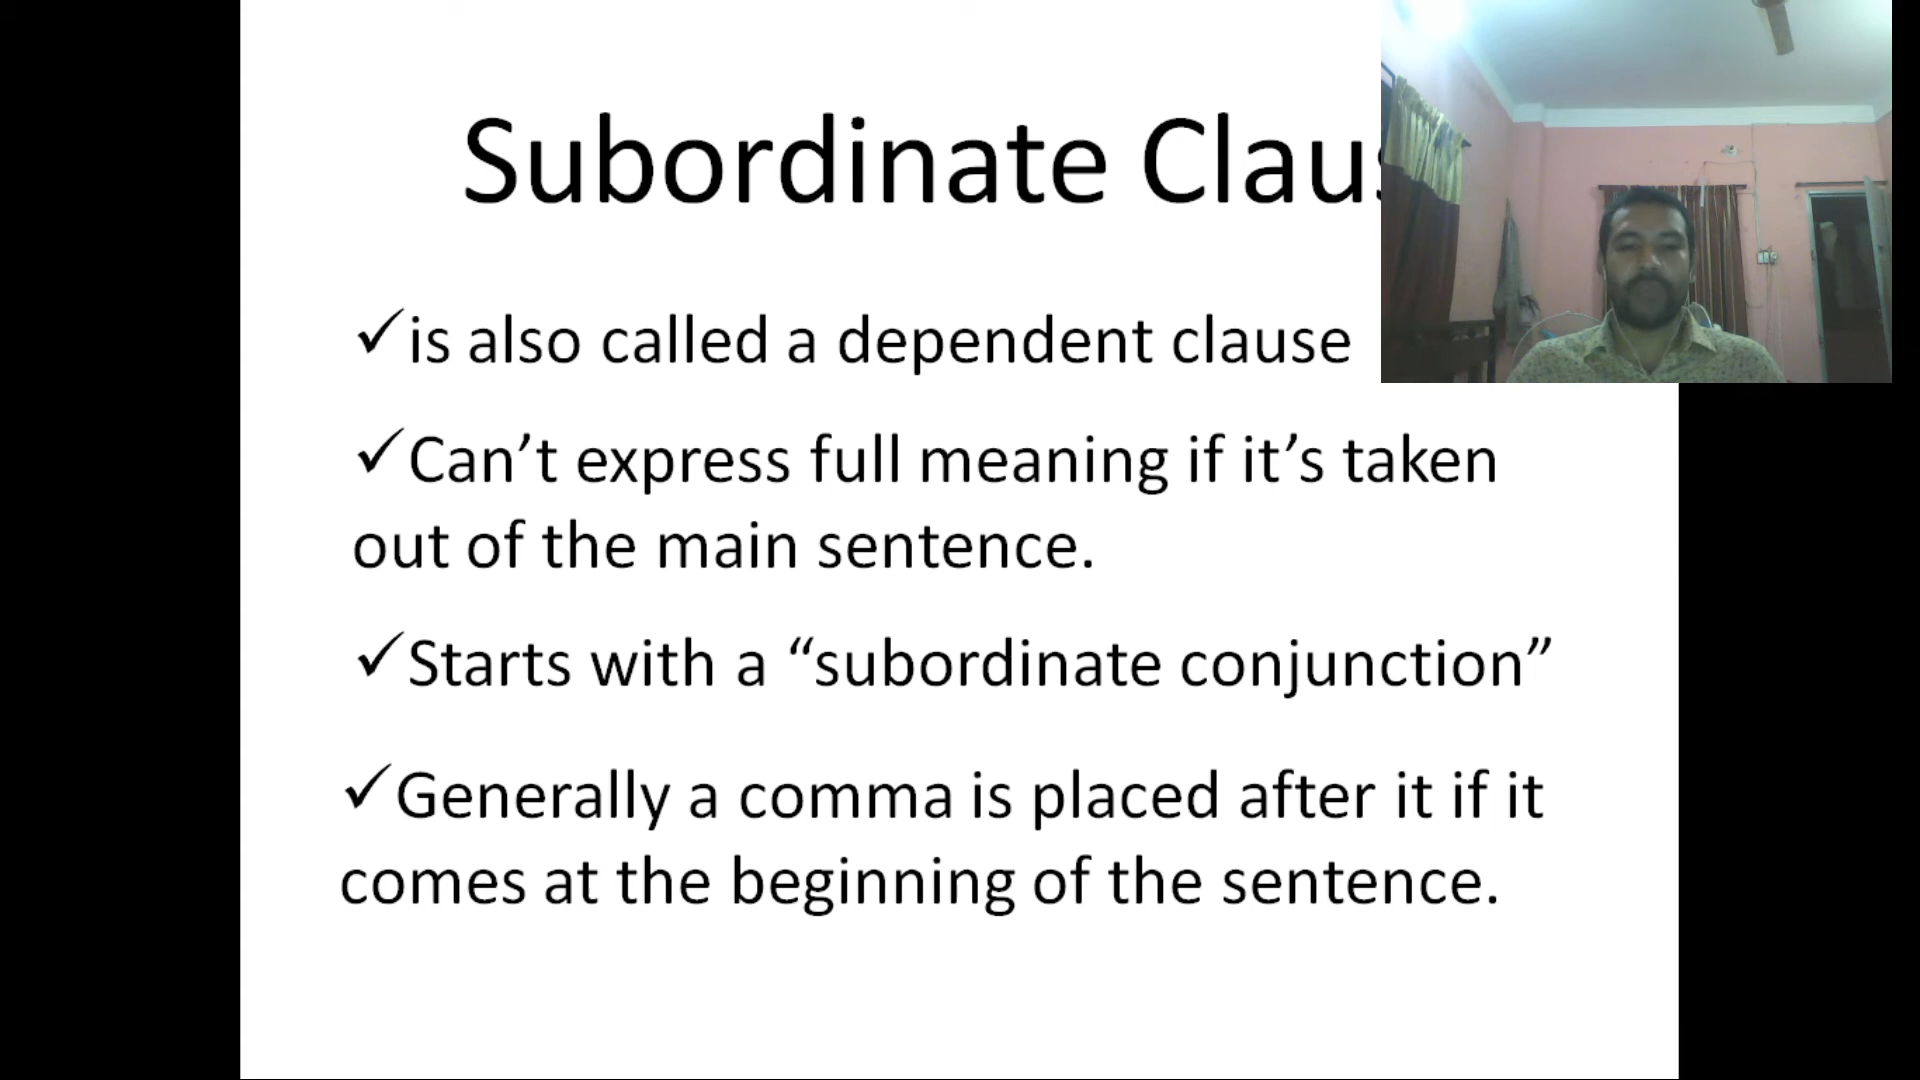 Subordinate Claus
✓is also called a dependent clause
✓Can’t express full meaning if it’s taken
out of the main sentence.
✓Starts with a “subordinate conjunction”
✓Generally a comma is placed after it if it
comes at the beginning of the sentence.